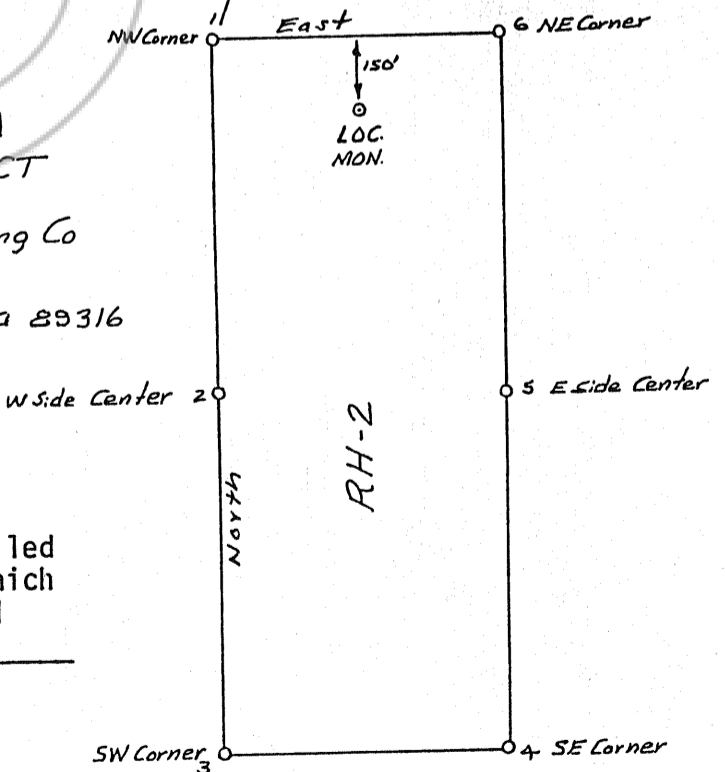 1
East
NW Corner
6 NE Corner
150'
LOC.
MON.
CT
ng Co
89316
W Side Center 2
5 E Side Center
RH-2
North
led
hich
SW Corner
3
4 SE Corner